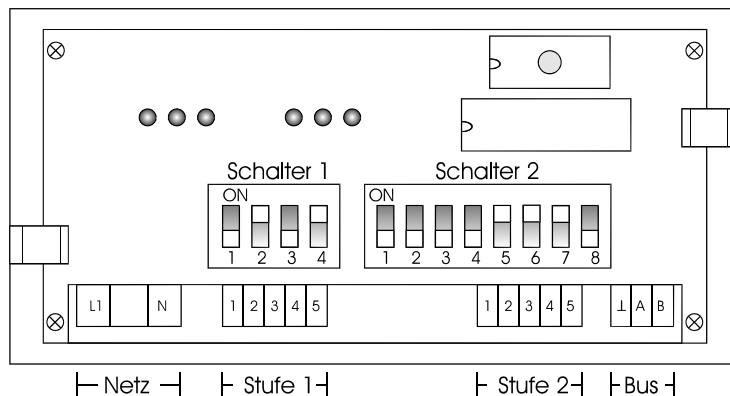 Schalter 1 Schalter 2
ON ON
1 2 3 4 1 2 3 4 5 6 7 8
L1 N 1 2 3 4 5 1 2 3 4 5 ⊥ A B
Netz Stufe 1 Stufe 2 Bus